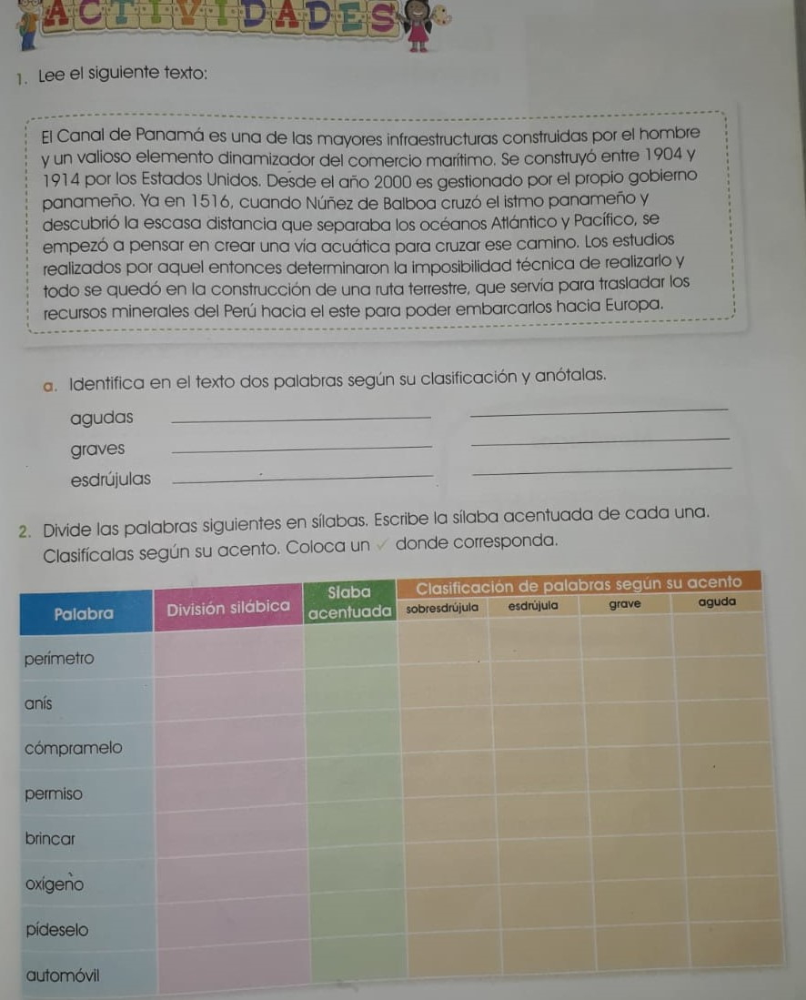 ACTIVIDADES
1. Lee el siguiente texto:
El Canal de Panamá es una de las mayores infraestructuras construidas por el hombre
y un valioso elemento dinamizador del comercio marítimo. Se construyó entre 1904 y
1914 por los Estados Unidos. Desde el año 2000 es gestionado por el propio gobierno
panameño. Ya en 1516, cuando Núñez de Balboa cruzó el istmo panameño y
descubrió la escasa distancia que separaba los océanos Atlántico y Pacífico, se
empezó a pensar en crear una vía acuática para cruzar ese camino. Los estudios
realizados por aquel entonces determinaron la imposibilidad técnica de realizarlo y
todo se quedó en la construcción de una ruta terrestre, que servía para trasladar los
recursos minerales del Perú hacia el este para poder embarcarlos hacia Europa.
a. Identifica en el texto dos palabras según su clasificación y anótalas.
agudas
graves
esdrújulas
2. Divide las palabras siguientes en sílabas. Escribe la sílaba acentuada de cada una.
Clasifícalas según su acento. Coloca un ✓ donde corresponda.
Palabra
División silábica
Slaba
acentuada
Clasificación de palabras según su acento
sobresdrújula esdrújula grave aguda
perímetro
anís
cómpramelo
permiso
brincar
oxígeño
pídeselo
automóvil